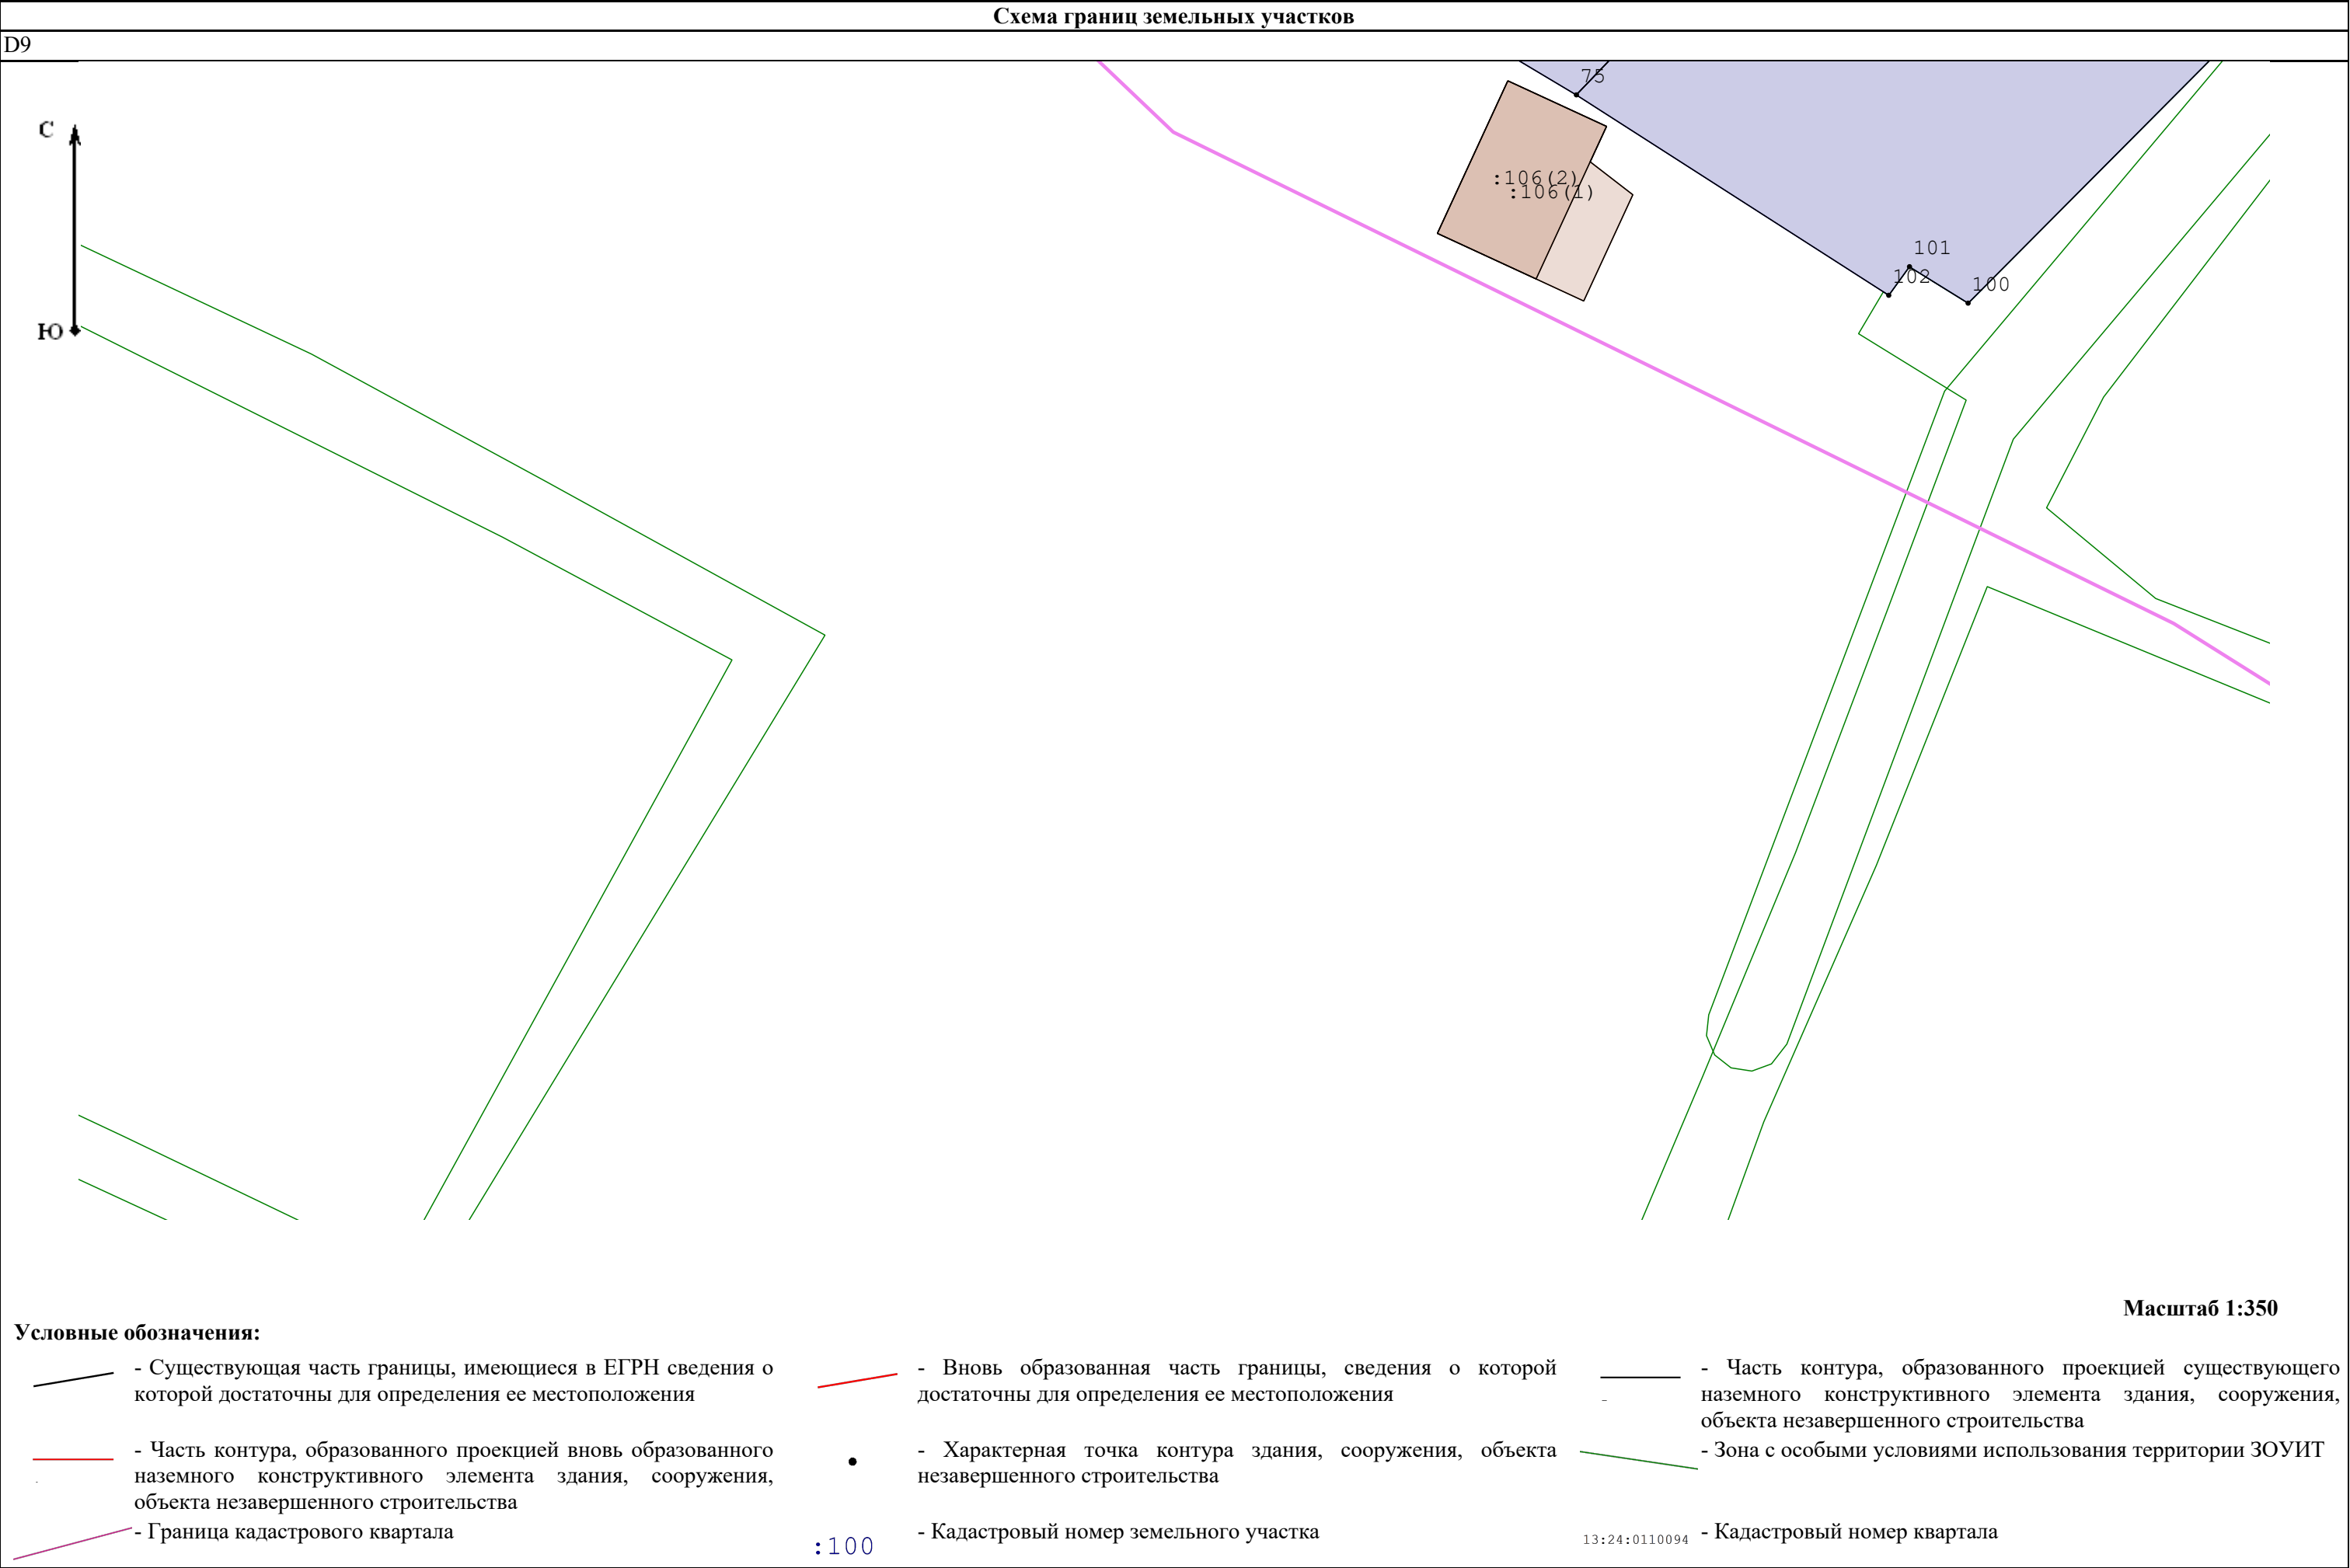 Схема границ земельных участков
D9
С
Ю
75
:106(2)
:106(1)
101
102
100
Масштаб 1:350
Условные обозначения:
- Существующая часть границы, имеющиеся в ЕГРН сведения о
которой достаточны для определения ее местоположения
- Вновь образованная часть границы, сведения о которой
достаточны для определения ее местоположения
- Часть контура, образованного проекцией существующего
наземного конструктивного элемента здания, сооружения,
объекта незавершенного строительства
- Часть контура, образованного проекцией вновь образованного
наземного конструктивного элемента здания, сооружения,
объекта незавершенного строительства
- Характерная точка контура здания, сооружения, объекта
незавершенного строительства
- Зона с особыми условиями использования территории ЗОУИТ
- Граница кадастрового квартала
:100 - Кадастровый номер земельного участка
13:24:0110094 - Кадастровый номер квартала